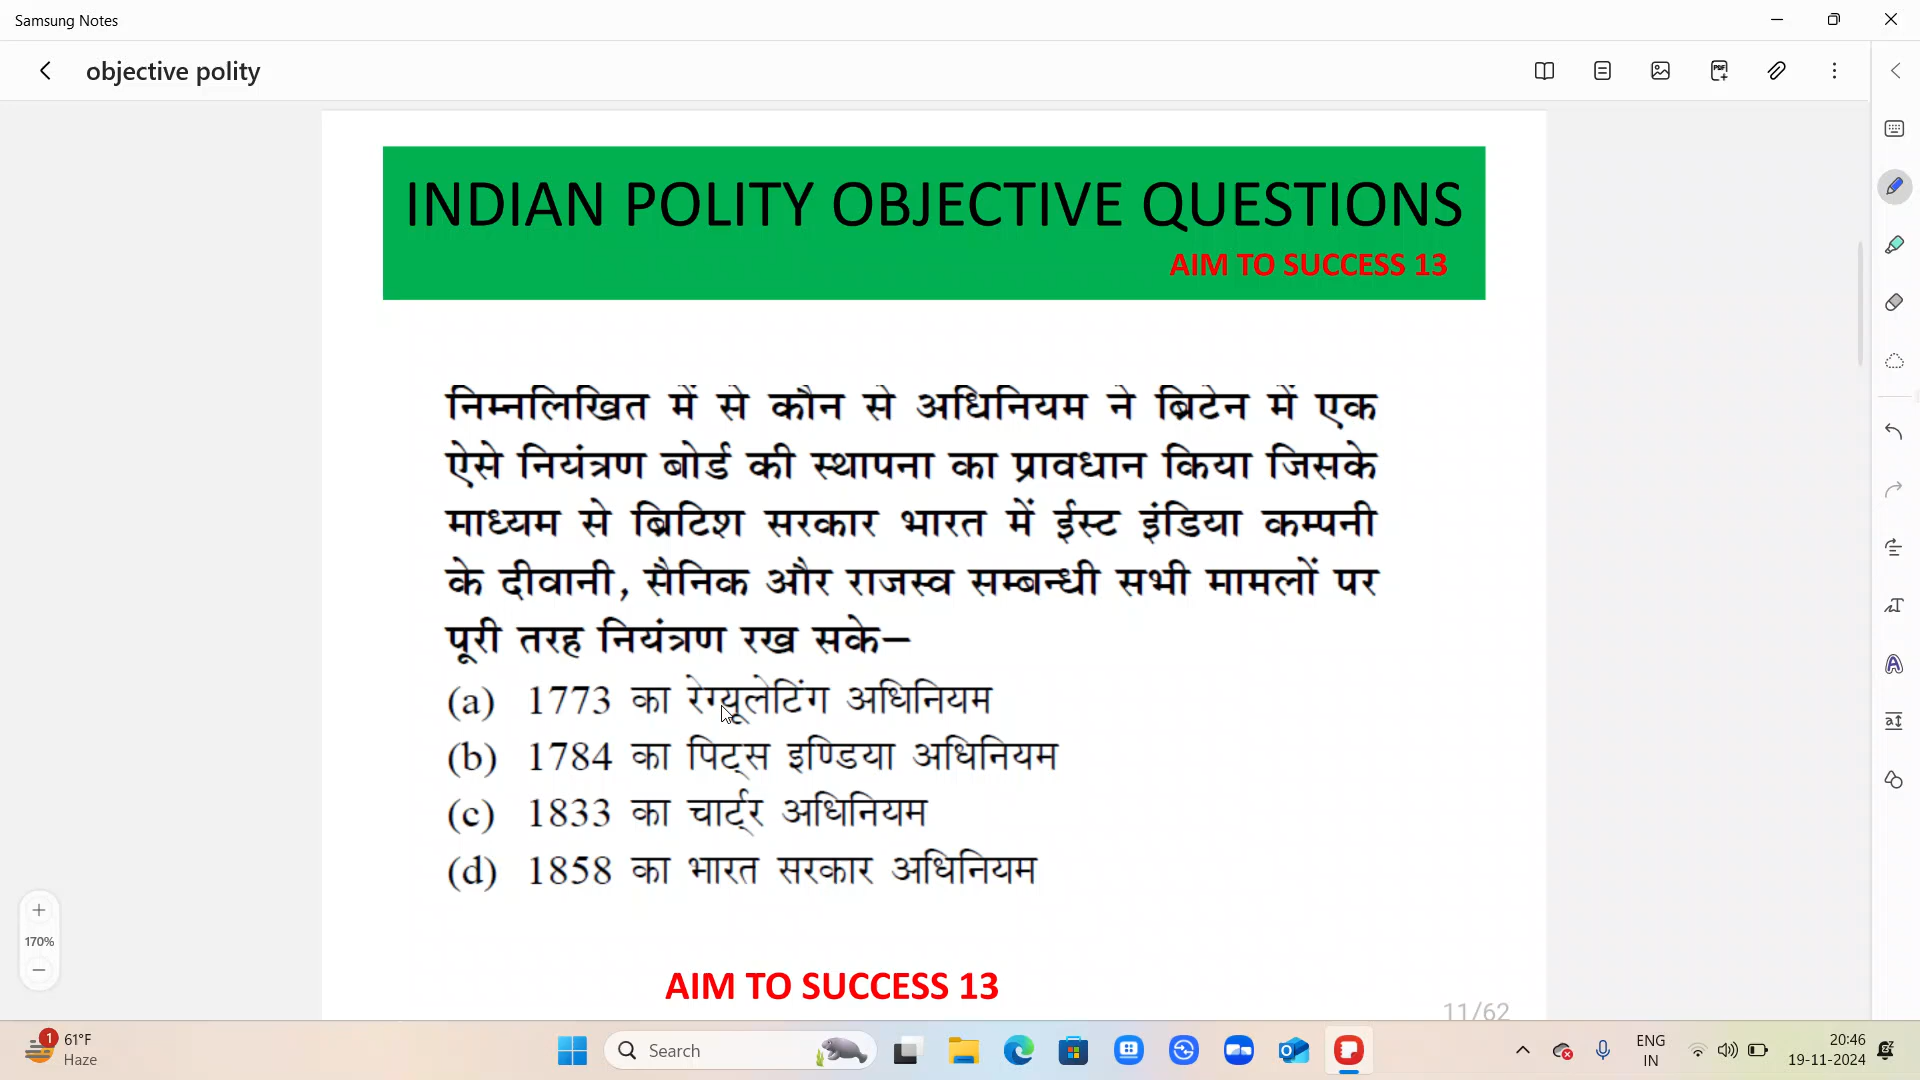 Samsung Notes
objective polity
INDIAN POLITY OBJECTIVE QUESTIONS
AIM TO SUCCESS 13
निम्नलिखित में से कौन से अधिनियम ने ब्रिटेन में एक
ऐसे नियंत्रण बोर्ड की स्थापना का प्रावधान किया जिसके
माध्यम से ब्रिटिश सरकार भारत में ईस्ट इंडिया कम्पनी
के दीवानी, सैनिक और राजस्व सम्बन्धी सभी मामलों पर
पूरी तरह नियंत्रण रख सके–
(a) 1773 का रेग्यूलेटिंग अधिनियम
(b) 1784 का पिट्स इण्डिया अधिनियम
(c) 1833 का चार्ट्र अधिनियम
(d) 1858 का भारत सरकार अधिनियम
170%
AIM TO SUCCESS 13
11/62
1
61°F
Haze
Search
ENG
IN
20:46
19-11-2024